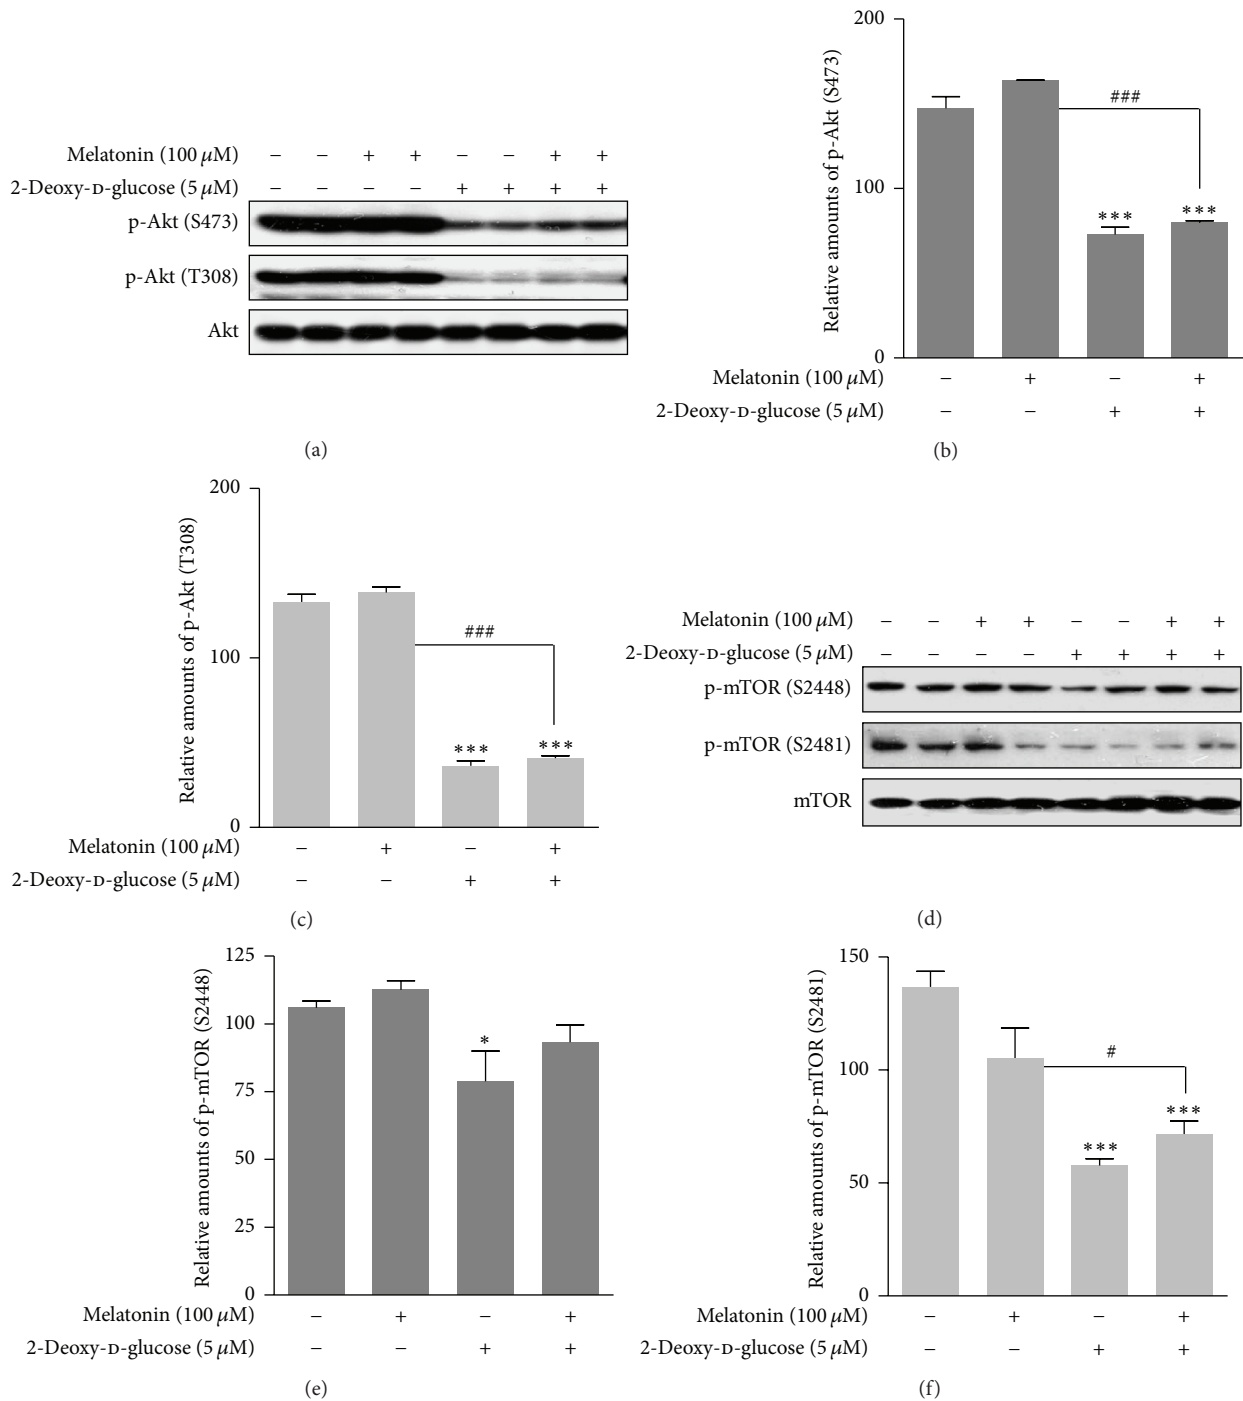 Melatonin (100 μM) − − + + − − + +
2-Deoxy-D-glucose (5 μM) − − − − + + + +
p-Akt (S473)
p-Akt (T308)
Akt
(a)
Relative amounts of p-Akt (S473)
200
100
0
###
*** ***
Melatonin (100 μM) − + − +
2-Deoxy-D-glucose (5 μM) − − + +
(b)
Relative amounts of p-Akt (T308)
200
100
0
###
*** ***
Melatonin (100 μM) − + − +
2-Deoxy-D-glucose (5 μM) − − + +
(c)
Melatonin (100 μM) − − + + − − + +
2-Deoxy-D-glucose (5 μM) − − − − + + + +
p-mTOR (S2448)
p-mTOR (S2481)
mTOR
(d)
Relative amounts of p-mTOR (S2448)
125
100
75
50
25
0
*
Melatonin (100 μM) − + − +
2-Deoxy-D-glucose (5 μM) − − + +
(e)
Relative amounts of p-mTOR (S2481)
150
100
50
0
#
*** ***
Melatonin (100 μM) − + − +
2-Deoxy-D-glucose (5 μM) − − + +
(f)